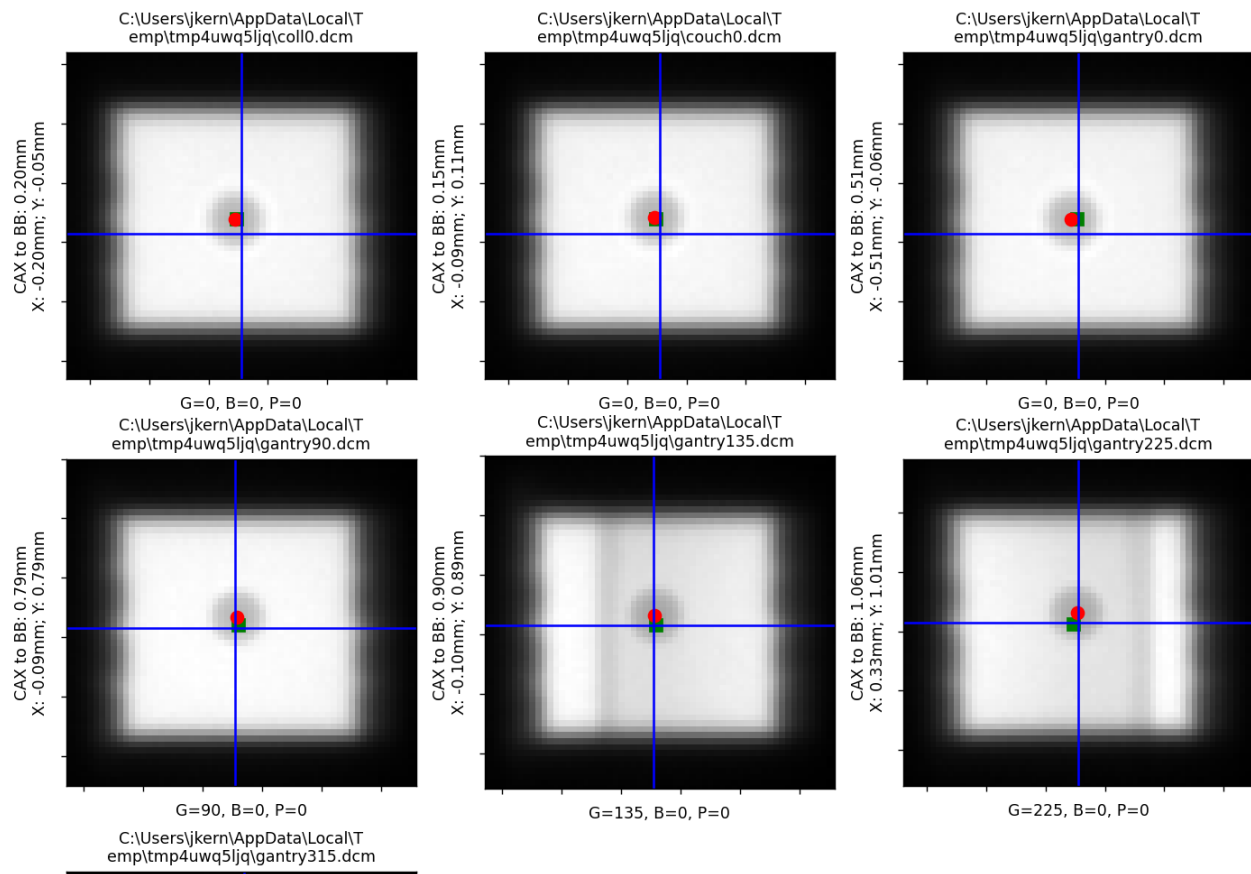 C:\Users\jkern\AppData\Local\T
emp\tmp4uwq5ljq\coll0.dcm
CAX to BB: 0.20mm
X: -0.20mm; Y: -0.05mm
G=0, B=0, P=0
C:\Users\jkern\AppData\Local\T
emp\tmp4uwq5ljq\couch0.dcm
CAX to BB: 0.15mm
X: -0.09mm; Y: 0.11mm
G=0, B=0, P=0
C:\Users\jkern\AppData\Local\T
emp\tmp4uwq5ljq\gantry0.dcm
CAX to BB: 0.51mm
X: -0.51mm; Y: -0.06mm
G=0, B=0, P=0
C:\Users\jkern\AppData\Local\T
emp\tmp4uwq5ljq\gantry90.dcm
CAX to BB: 0.79mm
X: -0.09mm; Y: 0.79mm
G=90, B=0, P=0
C:\Users\jkern\AppData\Local\T
emp\tmp4uwq5ljq\gantry135.dcm
CAX to BB: 0.90mm
X: -0.10mm; Y: 0.89mm
G=135, B=0, P=0
C:\Users\jkern\AppData\Local\T
emp\tmp4uwq5ljq\gantry225.dcm
CAX to BB: 1.06mm
X: 0.33mm; Y: 1.01mm
G=225, B=0, P=0
C:\Users\jkern\AppData\Local\T
emp\tmp4uwq5ljq\gantry315.dcm